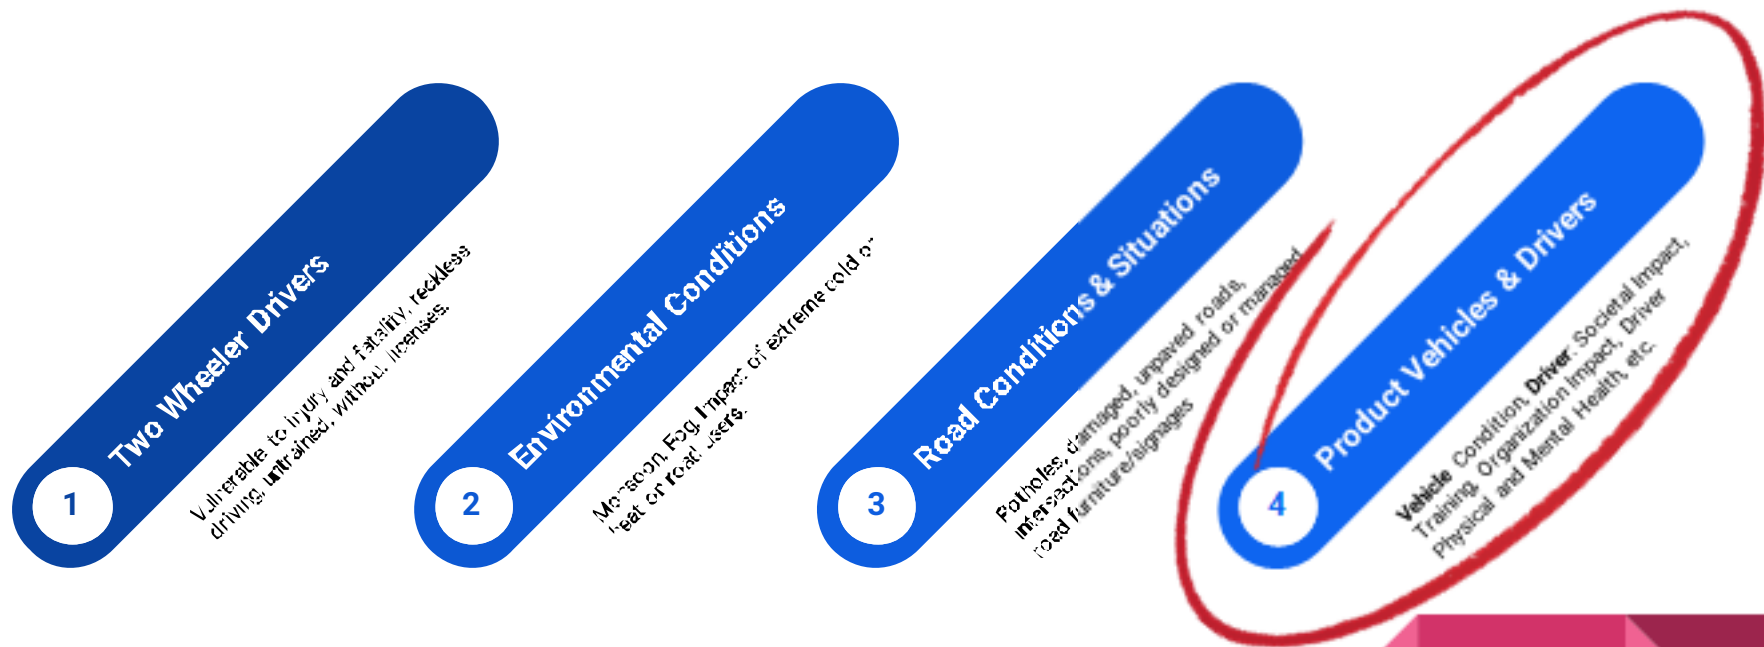 1
Two Wheeler Drivers
Vulnerable to injury and fatality, reckless
driving, untrained, without licenses.
2
Environmental Conditions
Monsoon, Fog, Impact of extreme cold or
heat on road users.
3
Road Conditions & Situations
Potholes, damaged, unpaved roads,
intersections, poorly designed or managed
road furniture/signages
4
Product Vehicles & Drivers
Vehicle Condition, Driver: Societal Impact,
Training, Organization Impact, Driver
Physical and Mental Health, etc.